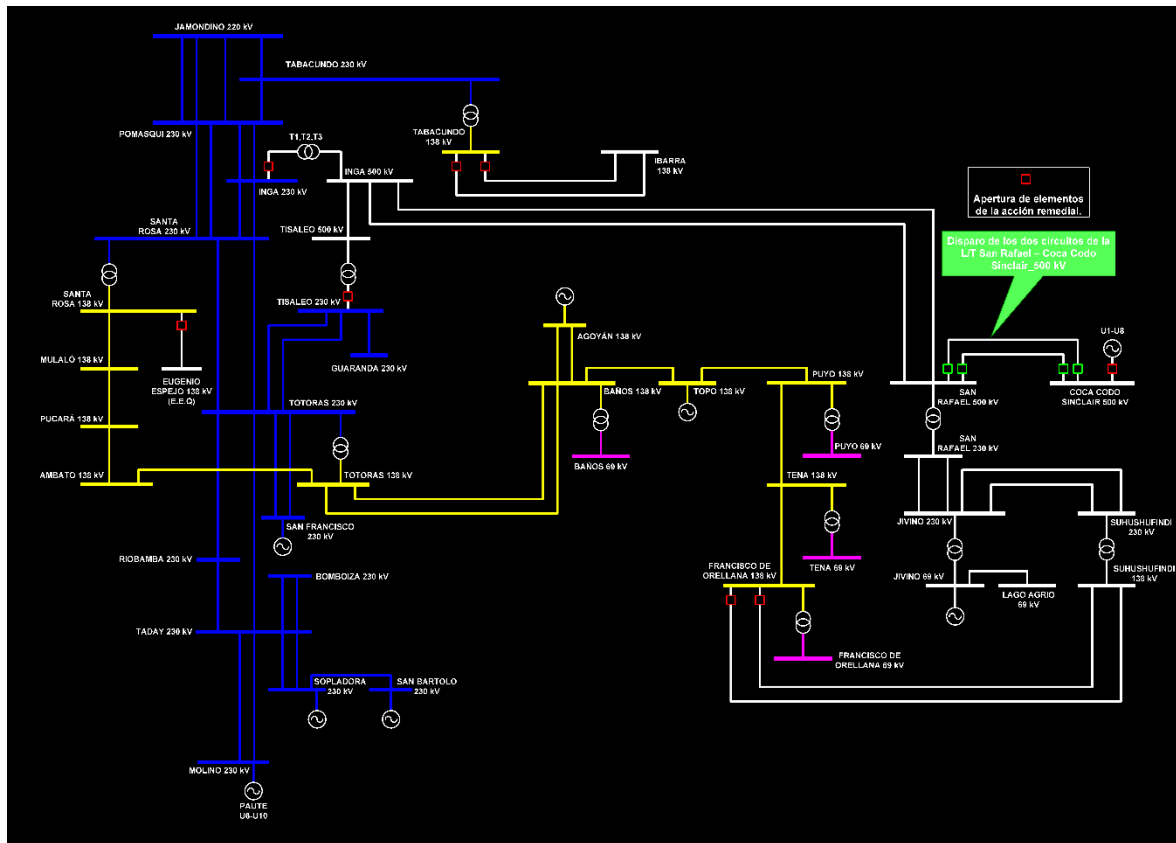 JAMONDINO 220 kV
TABACUNDO 230 kV
POMASQUI 230 kV
T1,T2,T3
TABACUNDO
138 kV
IBARRA
138 kV
INGA 500 kV
INGA 230 kV
Apertura de elementos
de la acción remedial.
SANTA
ROSA 230 kV
TISALEO
500 kV
Disparo de los dos circuitos de la
L/T San Rafael – Coca Codo
Sinclair_500 kV
SANTA
ROSA 138 kV
TISALEO
230 kV
AGOYÁN 138 kV
U1-U8
MULALÓ 138 kV
EUGENIO
ESPEJO 138 kV
(E.E.Q)
GUARANDA 230 kV
BAÑOS 138 kV
TOPO 138 kV
PUYO 138 kV
SAN
RAFAEL 500 kV
COCA CODO
SINCLAIR 500 kV
TOTORAS
230 kV
PUCARÁ 138 kV
BAÑOS 69 kV
PUYO 69 kV
SAN
RAFAEL 230 kV
AMBATO 138 kV
TOTORAS
138 kV
TENA 138 kV
SAN FRANCISCO
230 kV
JIVINO 230 kV
SUHUSHUFINDI
230 kV
RIOBAMBA 230 kV
BOMBOIZA 230 kV
TENA 69 kV
FRANCISCO DE
ORELLANA 138 kV
JIVINO 69 kV
LAGO AGRIO
69 kV
SUHUSHUFINDI
138 kV
TADAY 230 kV
FRANCISCO DE
ORELLANA 69 kV
SOPLADORA
230 kV
SAN BARTOLO
230 kV
MOLINO 230 kV
PAUTE
U6-U10